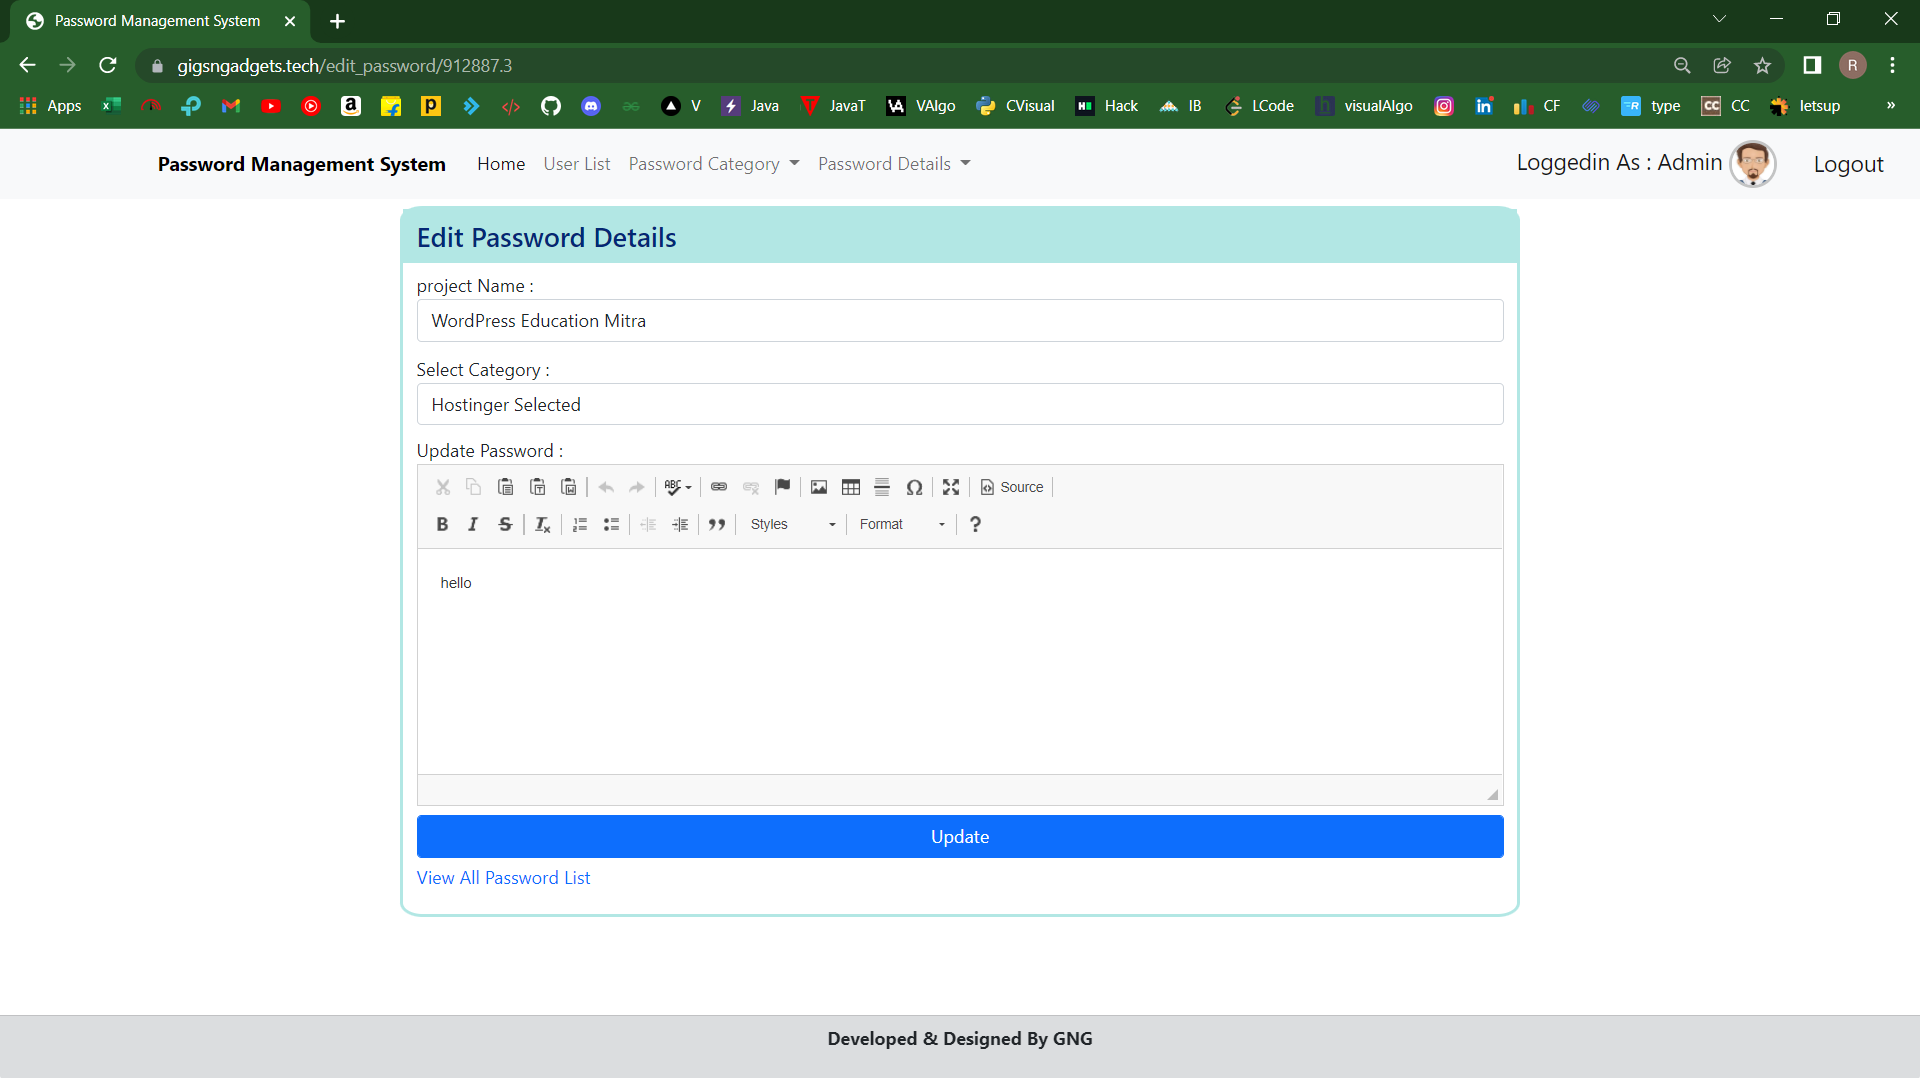 Password Management System
gigsngadgets.tech/edit_password/912887.3
R
Apps V Java JavaT VAlgo CVisual Hack IB LCode visualAlgo CF type CC letsup »
Password Management System Home User List Password Category Password Details Loggedin As : Admin Logout
Edit Password Details
project Name :
WordPress Education Mitra
Select Category :
Hostinger Selected
Update Password :
ABC Source
B I S Tx Styles Format ?
hello
Update
View All Password List
Developed & Designed By GNG